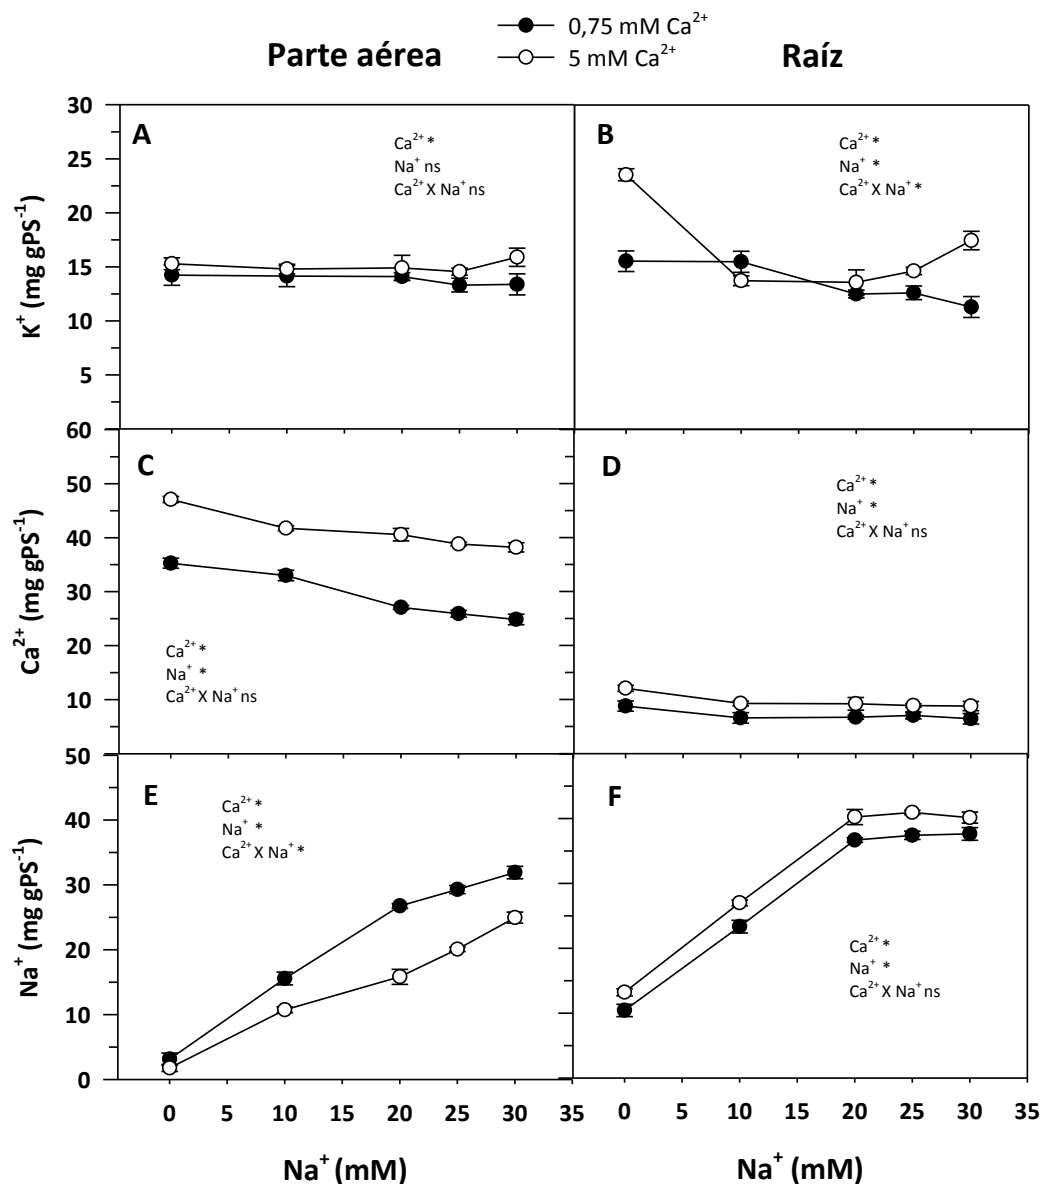 0,75 mM Ca²⁺
5 mM Ca²⁺
Parte aérea
Raíz
A
Ca²⁺ *
Na⁺ ns
Ca²⁺ X Na⁺ ns
B
Ca²⁺ *
Na⁺ *
Ca²⁺ X Na⁺ *
K⁺ (mg gPS⁻¹)
30
25
20
15
10
5
60
C
Ca²⁺ *
Na⁺ *
Ca²⁺ X Na⁺ ns
D
Ca²⁺ *
Na⁺ *
Ca²⁺ X Na⁺ ns
Ca²⁺ (mg gPS⁻¹)
50
40
30
20
10
50
E
Ca²⁺ *
Na⁺ *
Ca²⁺ X Na⁺ *
F
Ca²⁺ *
Na⁺ *
Ca²⁺ X Na⁺ ns
Na⁺ (mg gPS⁻¹)
40
30
20
10
0
0 5 10 15 20 25 30 35
0 5 10 15 20 25 30 35
Na⁺ (mM)
Na⁺ (mM)